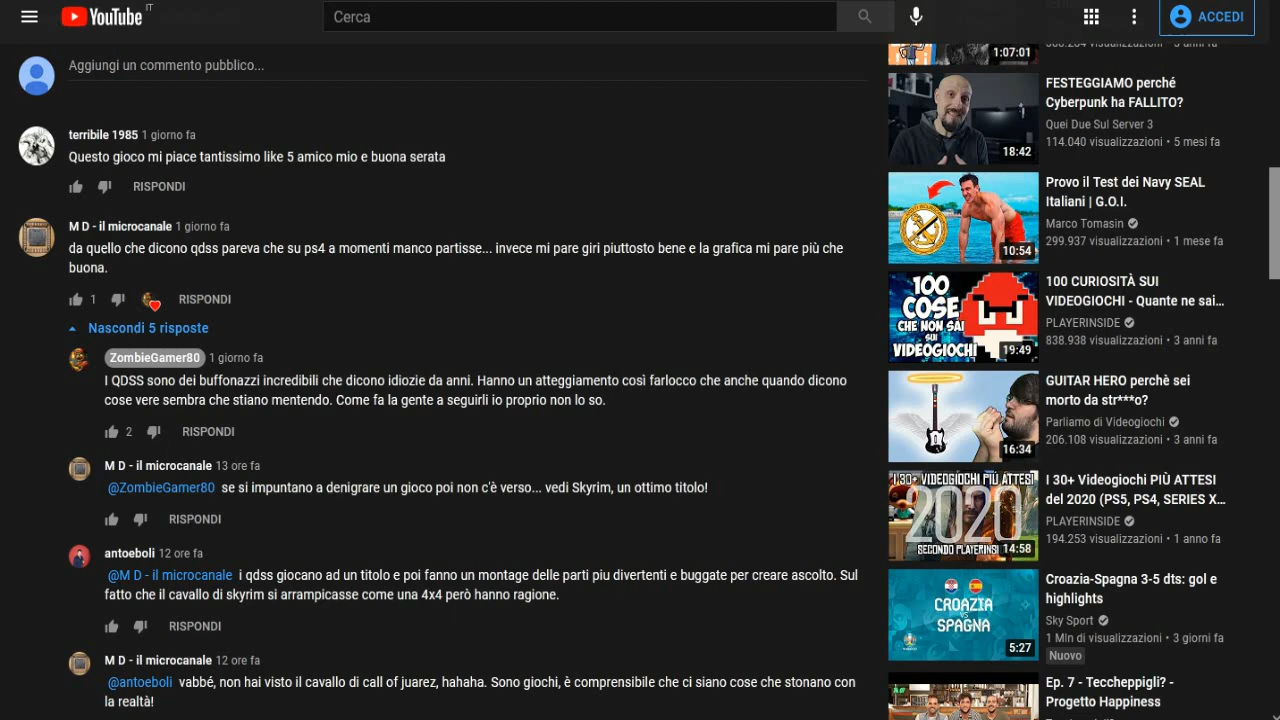 YouTube IT
Cerca
ACCEDI
Aggiungi un commento pubblico...
terribile 1985 1 giorno fa
Questo gioco mi piace tantissimo like 5 amico mio e buona serata
RISPONDI
M D - il microcanale 1 giorno fa
da quello che dicono qdss pareva che su ps4 a momenti manco partisse... invece mi pare giri piuttosto bene e la grafica mi pare più che
buona.
1 RISPONDI
Nascondi 5 risposte
ZombieGamer80 1 giorno fa
I QDSS sono dei buffonazzi incredibili che dicono idiozie da anni. Hanno un atteggiamento così farlocco che anche quando dicono
cose vere sembra che stiano mentendo. Come fa la gente a seguirli io proprio non lo so.
2 RISPONDI
M D - il microcanale 13 ore fa
@ZombieGamer80 se si impuntano a denigrare un gioco poi non c'è verso... vedi Skyrim, un ottimo titolo!
RISPONDI
antoeboli 12 ore fa
@M D - il microcanale i qdss giocano ad un titolo e poi fanno un montage delle parti piu divertenti e buggate per creare ascolto. Sul
fatto che il cavallo di skyrim si arrampicasse come una 4x4 però hanno ragione.
RISPONDI
M D - il microcanale 12 ore fa
@antoeboli vabbé, non hai visto il cavallo di call of juarez, hahaha. Sono giochi, è comprensibile che ci siano cose che stonano con
la realtà!
1:07:01
18:42
FESTEGGIAMO perché
Cyberpunk ha FALLITO?
Quei Due Sul Server 3
114.040 visualizzazioni • 5 mesi fa
10:54
Provo il Test dei Navy SEAL
Italiani | G.O.I.
Marco Tomasin
299.937 visualizzazioni • 1 mese fa
100
COSE
CHE NON SAI
SUI
VIDEOGIOCHI
19:49
100 CURIOSITÀ SUI
VIDEOGIOCHI - Quante ne sai...
PLAYERINSIDE
838.938 visualizzazioni • 3 anni fa
16:34
GUITAR HERO perchè sei
morto da str***o?
Parliamo di Videogiochi
206.108 visualizzazioni • 3 anni fa
I 30+ VIDEOGIOCHI PIÙ ATTESI
2020
SECONDO PLAYERINSI
14:58
I 30+ Videogiochi PIÙ ATTESI
del 2020 (PS5, PS4, SERIES X...
PLAYERINSIDE
194.253 visualizzazioni • 1 anno fa
CROAZIA
VS
SPAGNA
5:27
Croazia-Spagna 3-5 dts: gol e
highlights
Sky Sport
1 Mln di visualizzazioni • 3 giorni fa
Nuovo
Ep. 7 - Teccheppigli? -
Progetto Happiness